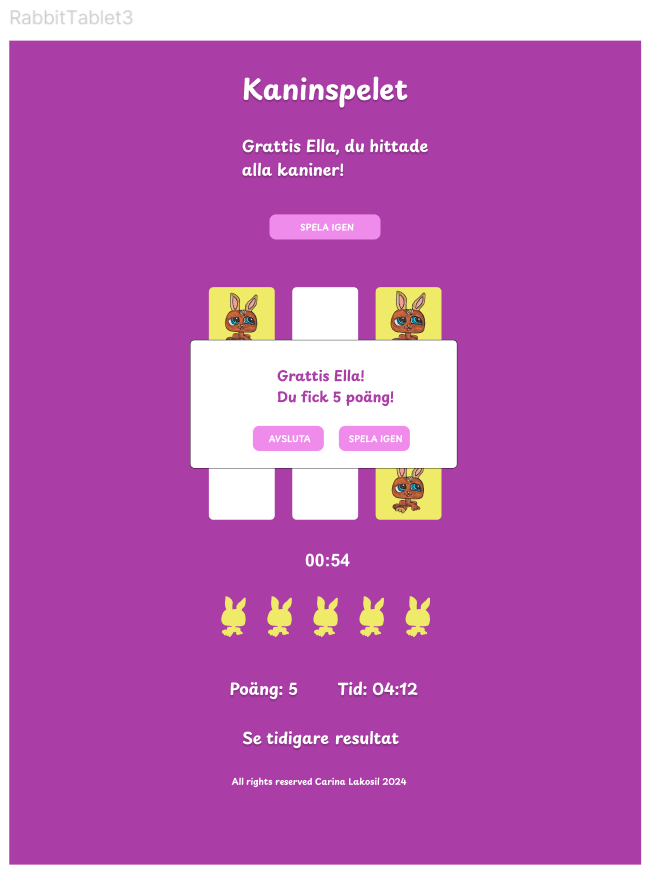 RabbitTablet3
Kaninspelet
Grattis Ella, du hittade
alla kaniner!
SPELA IGEN
Grattis Ella!
Du fick 5 poäng!
AVSLUTA SPELA IGEN
00:54
Poäng: 5 Tid: 04:12
Se tidigare resultat
All rights reserved Carina Lakosil 2024